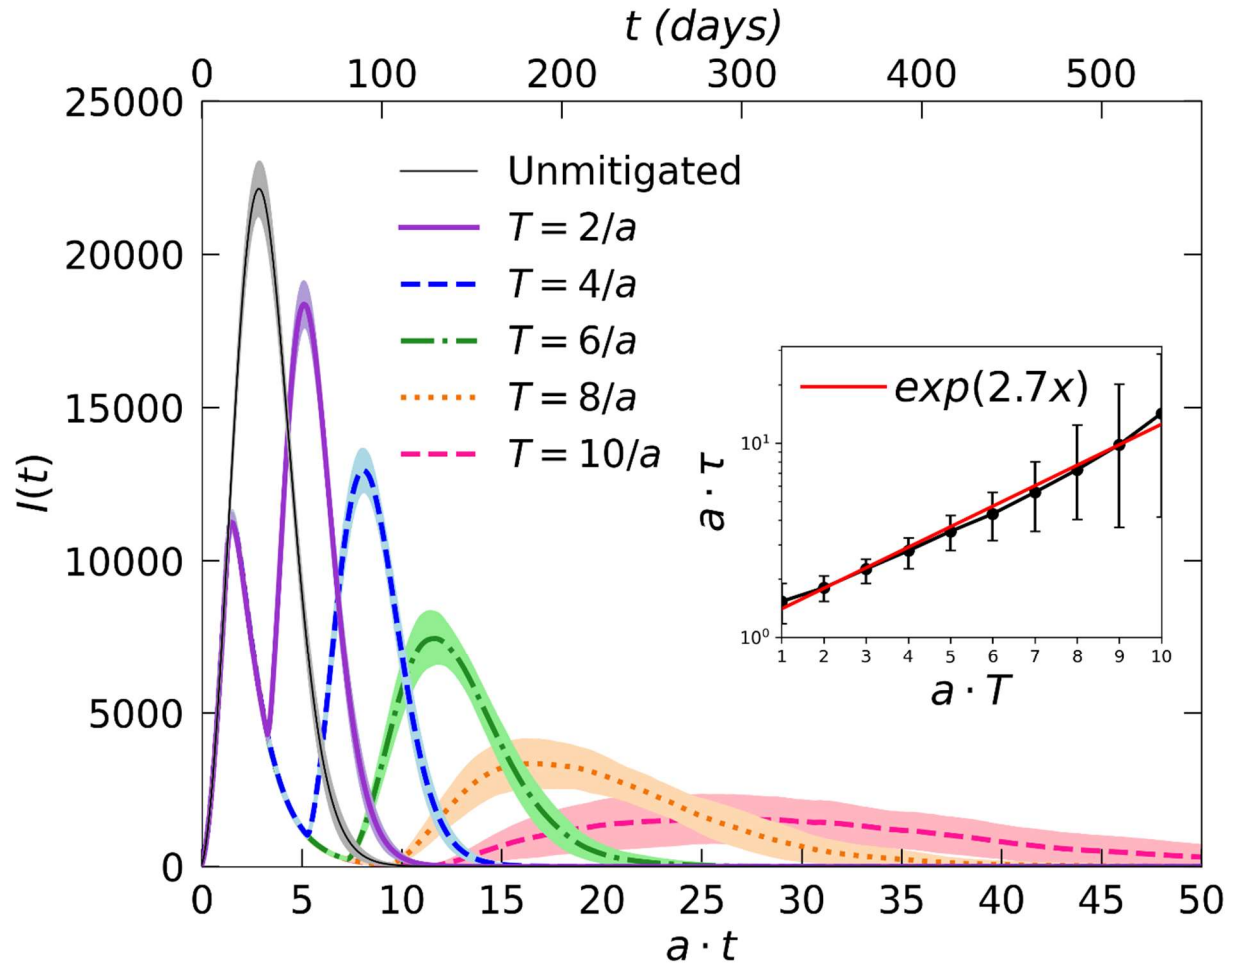 t (days)
0 100 200 300 400 500
25000
20000
15000
10000
5000
0
I(t)
Unmitigated
T = 2/a
T = 4/a
T = 6/a
T = 8/a
T = 10/a
exp(2.7x)
10¹
10⁰
a · τ
1 2 3 4 5 6 7 8 9 10
a · T
0 5 10 15 20 25 30 35 40 45 50
a · t